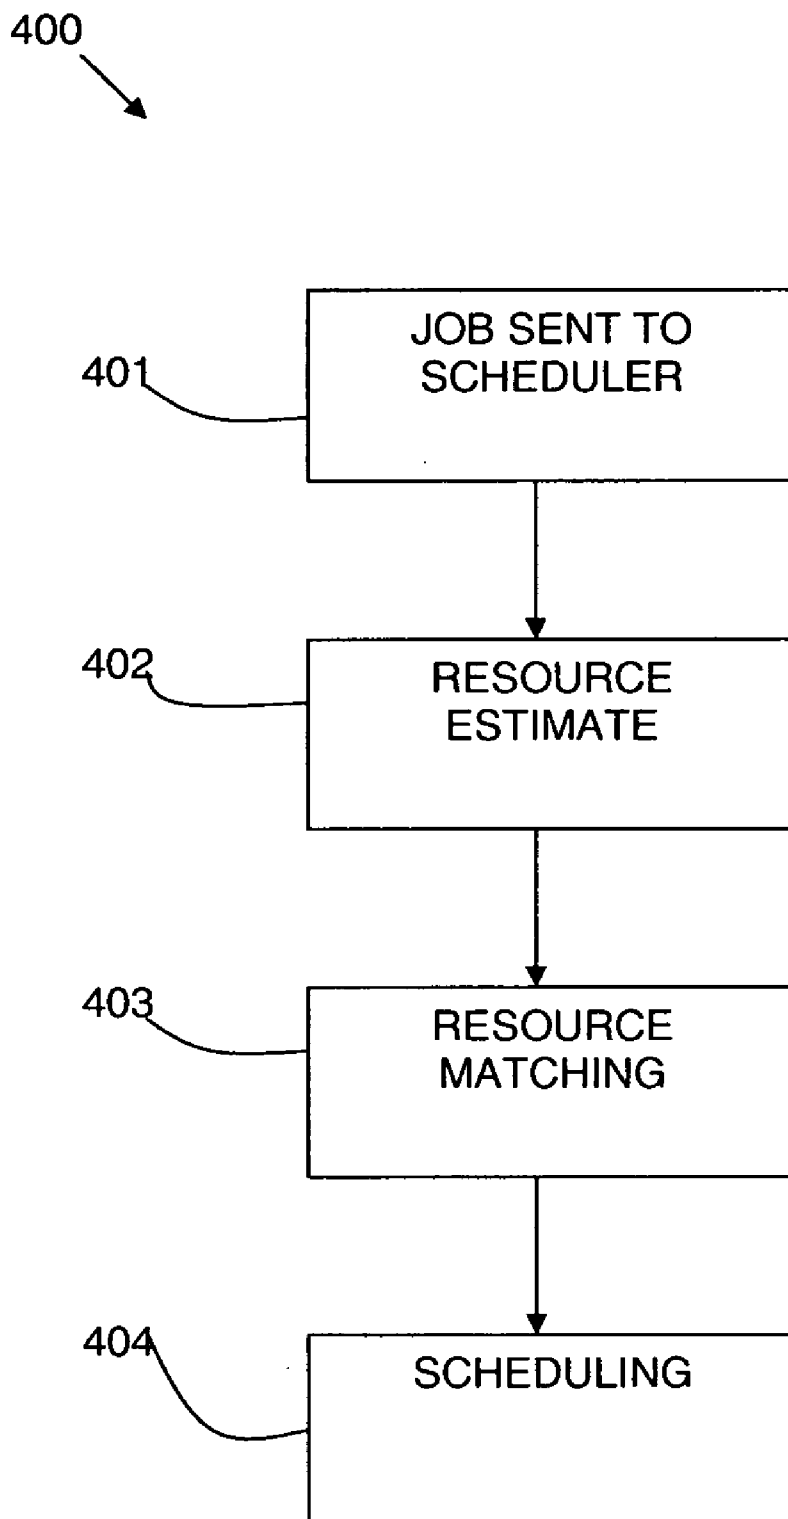 400
JOB SENT TO
SCHEDULER
401
402
RESOURCE
ESTIMATE
403
RESOURCE
MATCHING
404
SCHEDULING